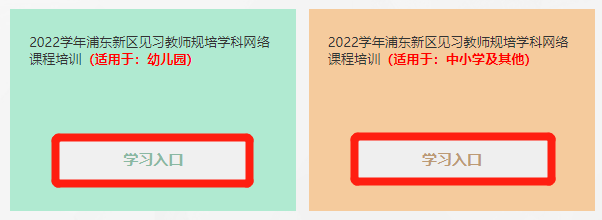 2022学年浦东新区见习教师规培学科网络
课程培训（适用于：幼儿园）
学习入口
2022学年浦东新区见习教师规培学科网络
课程培训（适用于：中小学及其他）
学习入口